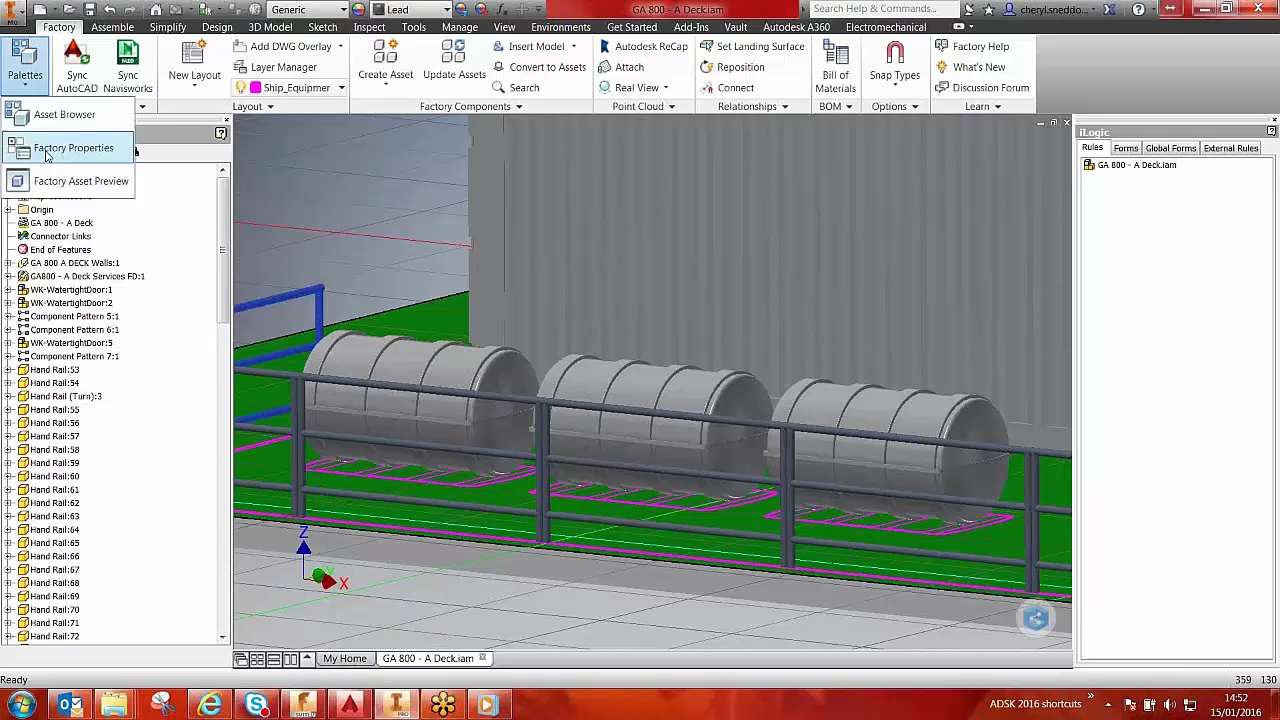 Generic
Lead
GA 800 - A Deck.iam
Search Help & Commands...
cheryl.sneddo...
PRO
Factory Assemble Simplify Design 3D Model Sketch Inspect Tools Manage View Environments Get Started Add-Ins Vault Autodesk A360 Electromechanical
Palettes
Sync AutoCAD
Sync Navisworks
New Layout
Add DWG Overlay
Layer Manager
Ship_Equipmer
Layout
Create Asset
Update Assets
Insert Model
Convert to Assets
Search
Factory Components
Autodesk ReCap
Attach
Real View
Point Cloud
Set Landing Surface
Reposition
Connect
Relationships
Bill of Materials
BOM
Snap Types
Options
Factory Help
What's New
Discussion Forum
Learn
Asset Browser
Factory Properties
Factory Asset Preview
Origin
GA 800 - A Deck
Connector Links
End of Features
GA 800 A DECK Walls:1
GA800 - A DECK Services FD:1
WK-WatertightDoor:1
WK-WatertightDoor:2
Component Pattern 5:1
Component Pattern 6:1
WK-WatertightDoor:5
Component Pattern 7:1
Hand Rail:53
Hand Rail:54
Hand Rail (Turn):3
Hand Rail:55
Hand Rail:56
Hand Rail:57
Hand Rail:58
Hand Rail:59
Hand Rail:60
Hand Rail:61
Hand Rail:62
Hand Rail:63
Hand Rail:64
Hand Rail:65
Hand Rail:66
Hand Rail:67
Hand Rail:68
Hand Rail:69
Hand Rail:70
Hand Rail:71
Hand Rail:72
Z
X
iLogic
Rules Forms Global Forms External Rules
GA 800 - A Deck.iam
My Home
GA 800 - A Deck.iam
Ready
359 130
ADSK 2016 shortcuts
14:52
15/01/2016